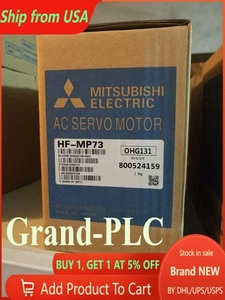 Ship from USA
MITSUBISHI
ELECTRIC
AC SERVO MOTOR
HF-MP73
OHG131
800524159
Grand-PLC
Stock in sale
Brand NEW
BY DHL/UPS/USPS
BUY 1, GET 1 AT 5% OFF
Add Product To Cart